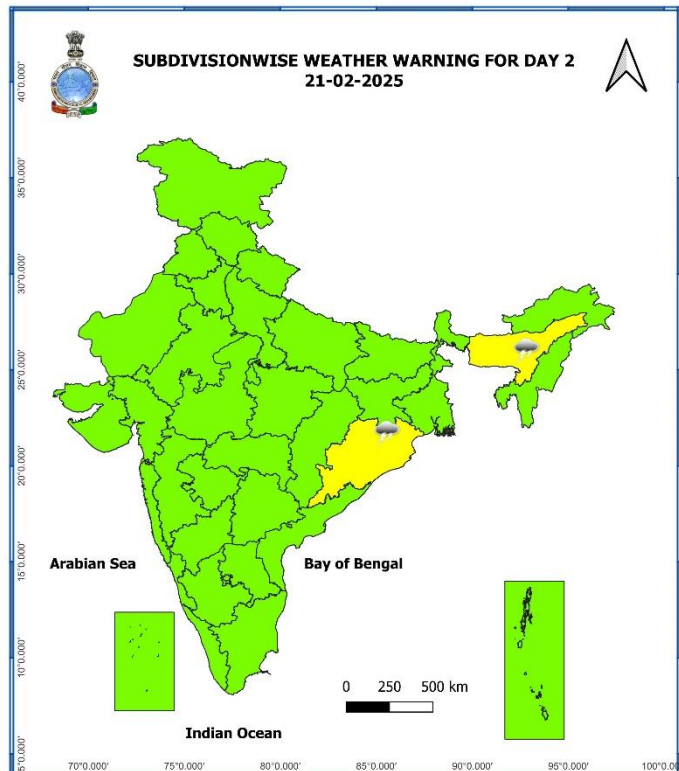 SUBDIVISIONWISE WEATHER WARNING FOR DAY 2
21-02-2025
40°0.000'
35°0.000'
30°0.000'
25°0.000'
20°0.000'
15°0.000'
10°0.000'
5°0.000'
Arabian Sea
Bay of Bengal
0 250 500 km
Indian Ocean
70°0.000' 75°0.000' 80°0.000' 85°0.000' 90°0.000' 95°0.000' 100°0.00